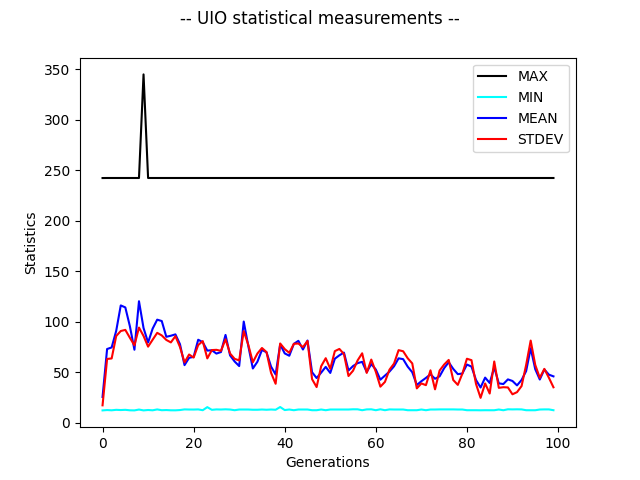 -- UIO statistical measurements --
350
300
250
200
150
100
50
0
Statistics
MAX
MIN
MEAN
STDEV
0 20 40 60 80 100
Generations